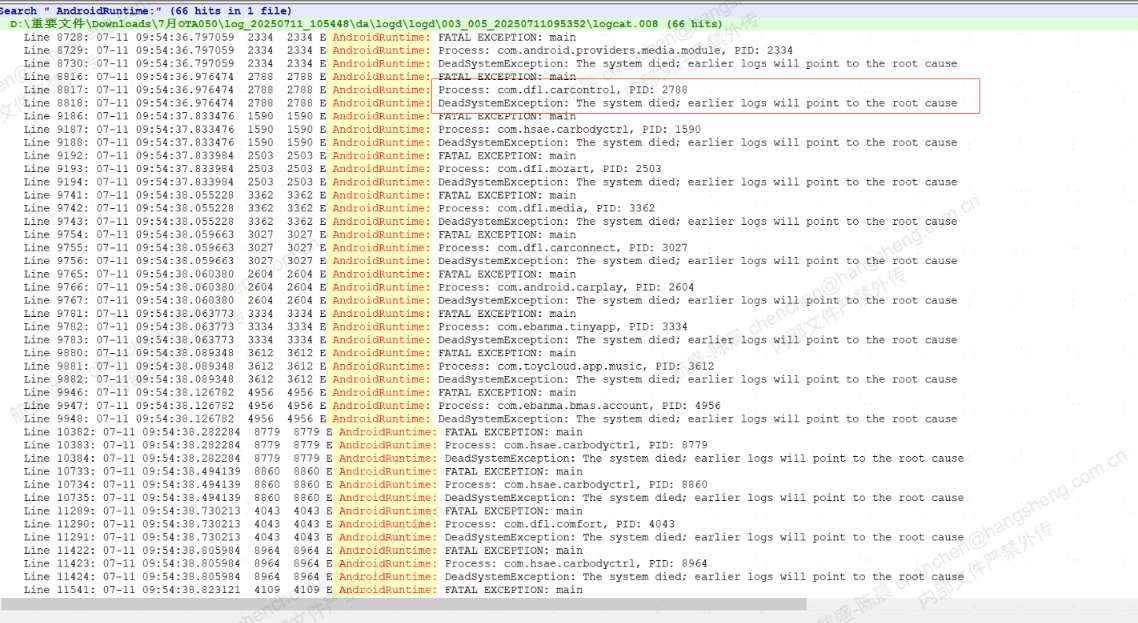 Search " AndroidRuntime:" (66 hits in 1 file)
D:\重要文件\Downloads\7月OTA050\log_20250711_105448\da\logd\logd\003_005_20250711095352\logcat.008 (66 hits)
Line 8728: 07-11 09:54:36.797059 2334 2334 E AndroidRuntime: FATAL EXCEPTION: main
Line 8729: 07-11 09:54:36.797059 2334 2334 E AndroidRuntime: Process: com.android.providers.media.module, PID: 2334
Line 8730: 07-11 09:54:36.797059 2334 2334 E AndroidRuntime: DeadSystemException: The system died; earlier logs will point to the root cause
Line 8816: 07-11 09:54:36.976474 2788 2788 E AndroidRuntime: FATAL EXCEPTION: main
Line 8817: 07-11 09:54:36.976474 2788 2788 E AndroidRuntime: Process: com.dfl.carcontrol, PID: 2788
Line 8818: 07-11 09:54:36.976474 2788 2788 E AndroidRuntime: DeadSystemException: The system died; earlier logs will point to the root cause
Line 9186: 07-11 09:54:37.833476 1590 1590 E AndroidRuntime: FATAL EXCEPTION: main
Line 9187: 07-11 09:54:37.833476 1590 1590 E AndroidRuntime: Process: com.hsae.carbodyctrl, PID: 1590
Line 9188: 07-11 09:54:37.833476 1590 1590 E AndroidRuntime: DeadSystemException: The system died; earlier logs will point to the root cause
Line 9192: 07-11 09:54:37.833984 2503 2503 E AndroidRuntime: FATAL EXCEPTION: main
Line 9193: 07-11 09:54:37.833984 2503 2503 E AndroidRuntime: Process: com.dfl.mozart, PID: 2503
Line 9194: 07-11 09:54:37.833984 2503 2503 E AndroidRuntime: DeadSystemException: The system died; earlier logs will point to the root cause
Line 9741: 07-11 09:54:38.055228 3362 3362 E AndroidRuntime: FATAL EXCEPTION: main
Line 9742: 07-11 09:54:38.055228 3362 3362 E AndroidRuntime: Process: com.dfl.media, PID: 3362
Line 9743: 07-11 09:54:38.055228 3362 3362 E AndroidRuntime: DeadSystemException: The system died; earlier logs will point to the root cause
Line 9754: 07-11 09:54:38.059663 3027 3027 E AndroidRuntime: FATAL EXCEPTION: main
Line 9755: 07-11 09:54:38.059663 3027 3027 E AndroidRuntime: Process: com.dfl.carconnect, PID: 3027
Line 9756: 07-11 09:54:38.059663 3027 3027 E AndroidRuntime: DeadSystemException: The system died; earlier logs will point to the root cause
Line 9765: 07-11 09:54:38.060380 2604 2604 E AndroidRuntime: FATAL EXCEPTION: main
Line 9766: 07-11 09:54:38.060380 2604 2604 E AndroidRuntime: Process: com.android.carplay, PID: 2604
Line 9767: 07-11 09:54:38.060380 2604 2604 E AndroidRuntime: DeadSystemException: The system died; earlier logs will point to the root cause
Line 9781: 07-11 09:54:38.063773 3334 3334 E AndroidRuntime: FATAL EXCEPTION: main
Line 9782: 07-11 09:54:38.063773 3334 3334 E AndroidRuntime: Process: com.ebanma.tinyapp, PID: 3334
Line 9783: 07-11 09:54:38.063773 3334 3334 E AndroidRuntime: DeadSystemException: The system died; earlier logs will point to the root cause
Line 9880: 07-11 09:54:38.089348 3612 3612 E AndroidRuntime: FATAL EXCEPTION: main
Line 9881: 07-11 09:54:38.089348 3612 3612 E AndroidRuntime: Process: com.toycloud.app.music, PID: 3612
Line 9882: 07-11 09:54:38.089348 3612 3612 E AndroidRuntime: DeadSystemException: The system died; earlier logs will point to the root cause
Line 9946: 07-11 09:54:38.126782 4956 4956 E AndroidRuntime: FATAL EXCEPTION: main
Line 9947: 07-11 09:54:38.126782 4956 4956 E AndroidRuntime: Process: com.ebanma.bmas.account, PID: 4956
Line 9948: 07-11 09:54:38.126782 4956 4956 E AndroidRuntime: DeadSystemException: The system died; earlier logs will point to the root cause
Line 10382: 07-11 09:54:38.282284 8779 8779 E AndroidRuntime: FATAL EXCEPTION: main
Line 10383: 07-11 09:54:38.282284 8779 8779 E AndroidRuntime: Process: com.hsae.carbodyctrl, PID: 8779
Line 10384: 07-11 09:54:38.282284 8779 8779 E AndroidRuntime: DeadSystemException: The system died; earlier logs will point to the root cause
Line 10733: 07-11 09:54:38.494139 8860 8860 E AndroidRuntime: FATAL EXCEPTION: main
Line 10734: 07-11 09:54:38.494139 8860 8860 E AndroidRuntime: Process: com.hsae.carbodyctrl, PID: 8860
Line 10735: 07-11 09:54:38.494139 8860 8860 E AndroidRuntime: DeadSystemException: The system died; earlier logs will point to the root cause
Line 11289: 07-11 09:54:38.730213 4043 4043 E AndroidRuntime: FATAL EXCEPTION: main
Line 11290: 07-11 09:54:38.730213 4043 4043 E AndroidRuntime: Process: com.dfl.comfort, PID: 4043
Line 11291: 07-11 09:54:38.730213 4043 4043 E AndroidRuntime: DeadSystemException: The system died; earlier logs will point to the root cause
Line 11422: 07-11 09:54:38.805984 8964 8964 E AndroidRuntime: FATAL EXCEPTION: main
Line 11423: 07-11 09:54:38.805984 8964 8964 E AndroidRuntime: Process: com.hsae.carbodyctrl, PID: 8964
Line 11424: 07-11 09:54:38.805984 8964 8964 E AndroidRuntime: DeadSystemException: The system died; earlier logs will point to the root cause
Line 11541: 07-11 09:54:38.823121 4109 4109 E AndroidRuntime: FATAL EXCEPTION: main
陈晨 chenchen@hangsheng.com.cn
内部文件严禁外传
航盛-陈晨 chenchen@hangsheng.com.cn
内部文件严禁外传